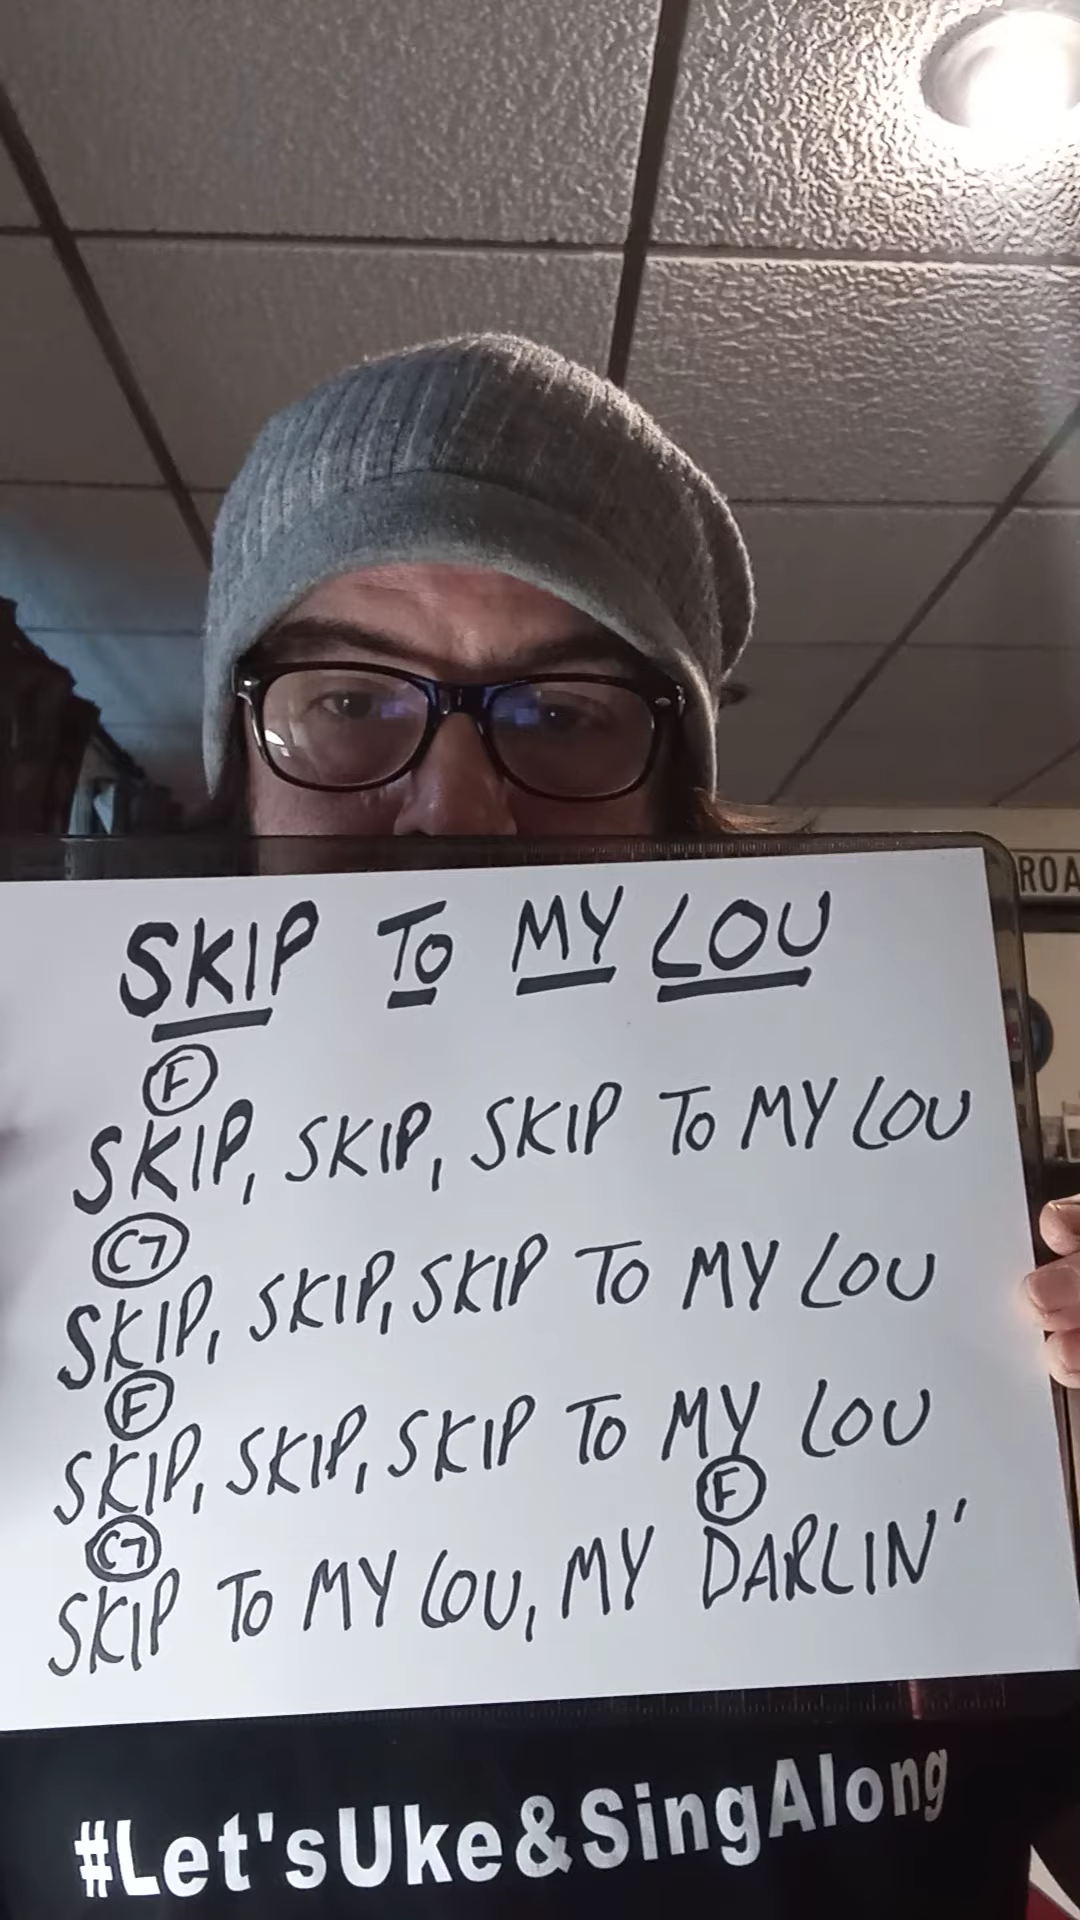 ROA
SKIP TO MY LOU
F
SKIP, SKIP, SKIP TO MY LOU
C7
SKIP, SKIP, SKIP TO MY LOU
F
SKIP, SKIP, SKIP TO MY LOU
C7 F
SKIP TO MY LOU, MY DARLIN'
#Let'sUke&SingAlong